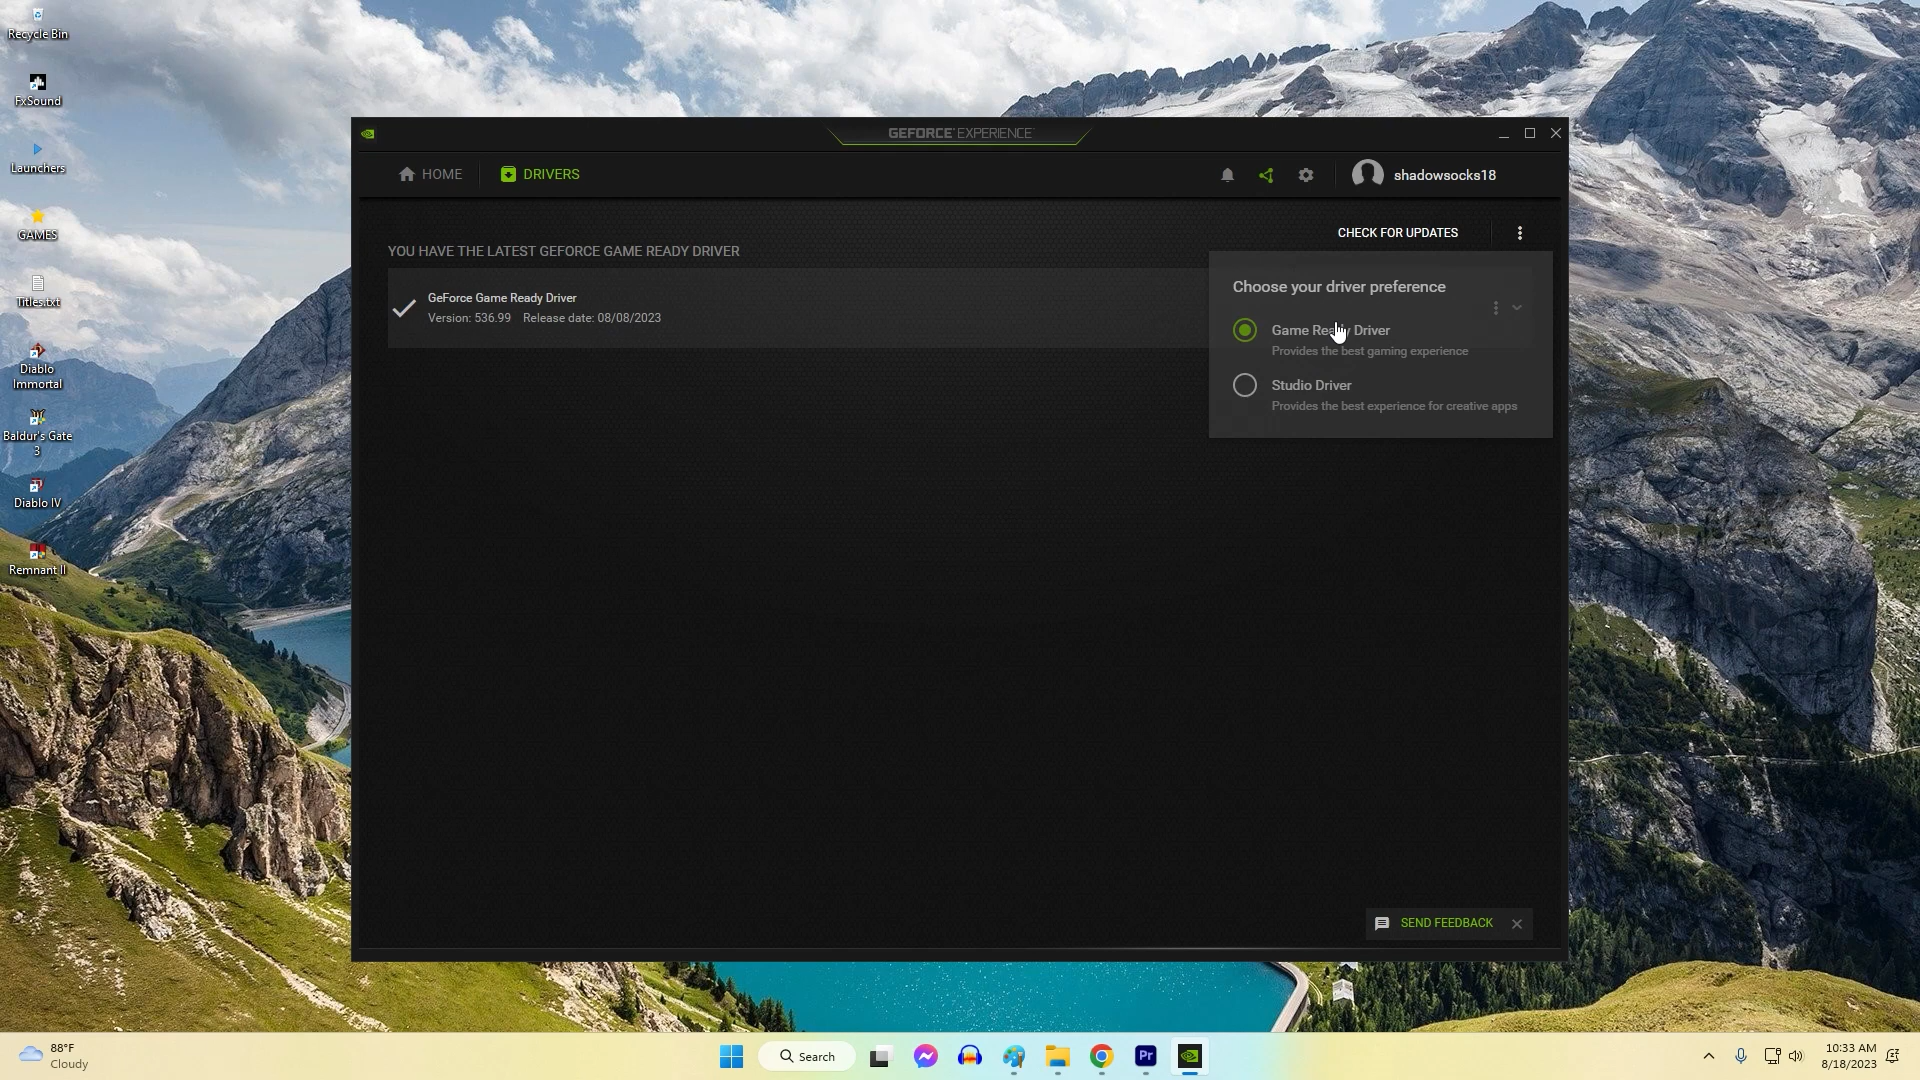 Recycle Bin
FxSound
Launchers
GAMES
Titles.txt
Diablo
Immortal
Baldur's Gate
3
Diablo IV
Remnant II
GEFORCE EXPERIENCE
HOME
DRIVERS
shadowsocks18
CHECK FOR UPDATES
YOU HAVE THE LATEST GEFORCE GAME READY DRIVER
GeForce Game Ready Driver
Version: 536.99 Release date: 08/08/2023
Choose your driver preference
Game Ready Driver
Provides the best gaming experience
Studio Driver
Provides the best experience for creative apps
SEND FEEDBACK
88°F
Cloudy
Search
Pr
10:33 AM
8/18/2023